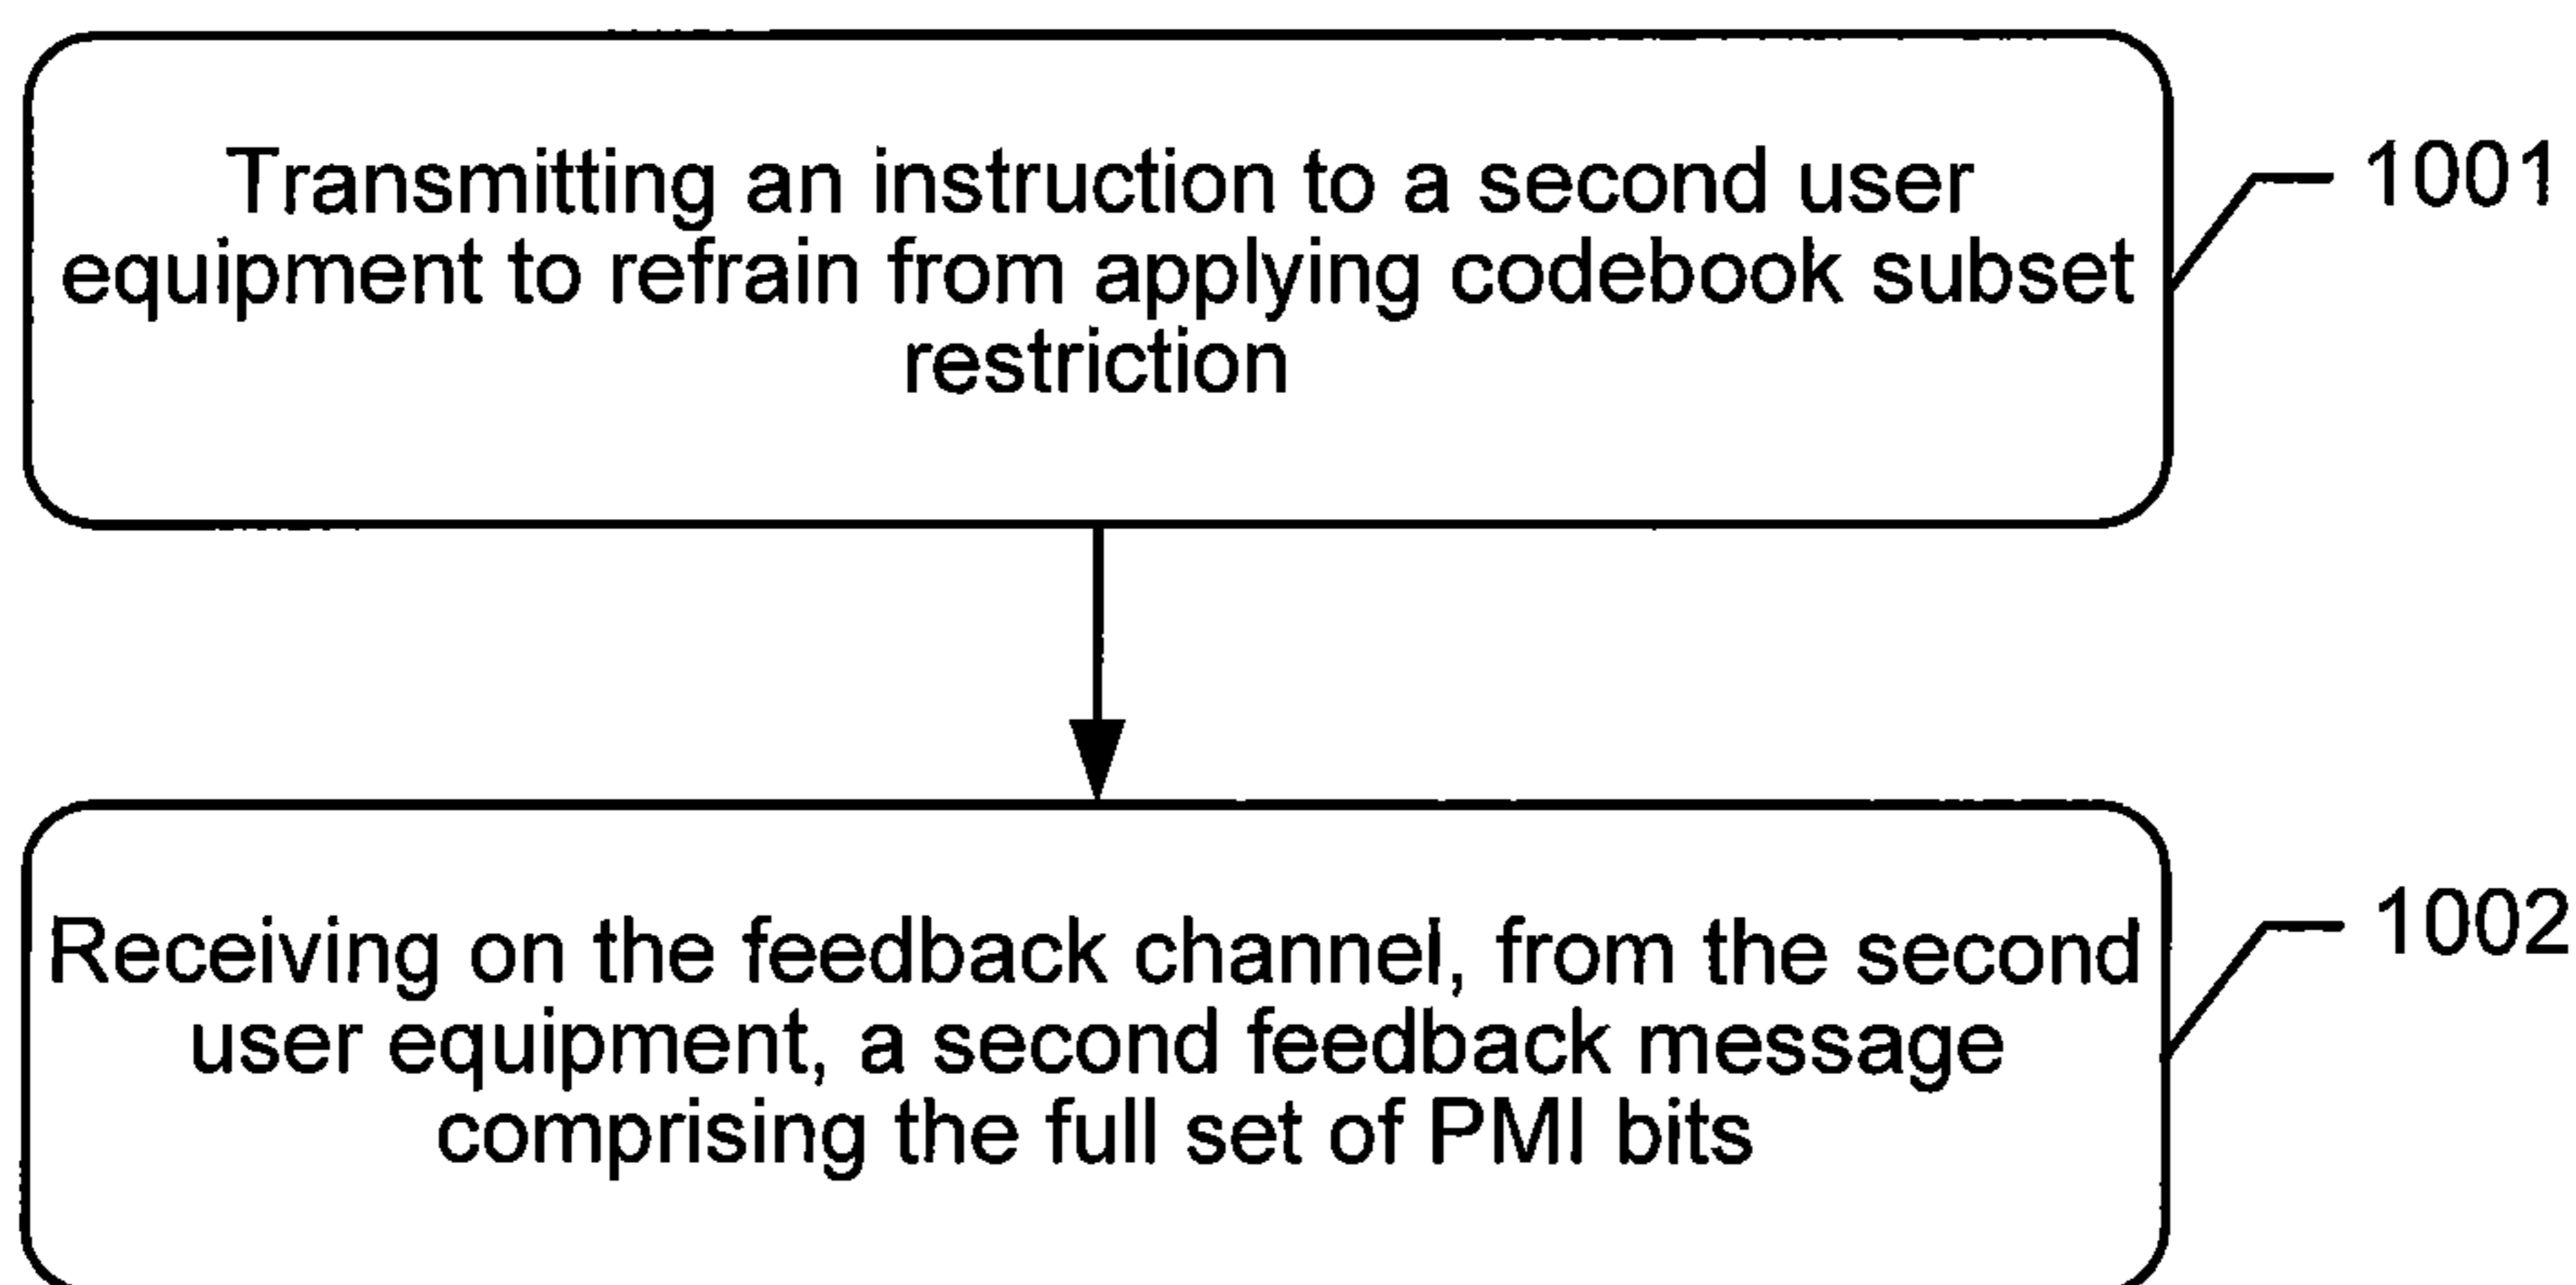 Transmitting an instruction to a second user
equipment to refrain from applying codebook subset
restriction
1001
Receiving on the feedback channel, from the second
user equipment, a second feedback message
comprising the full set of PMI bits
1002